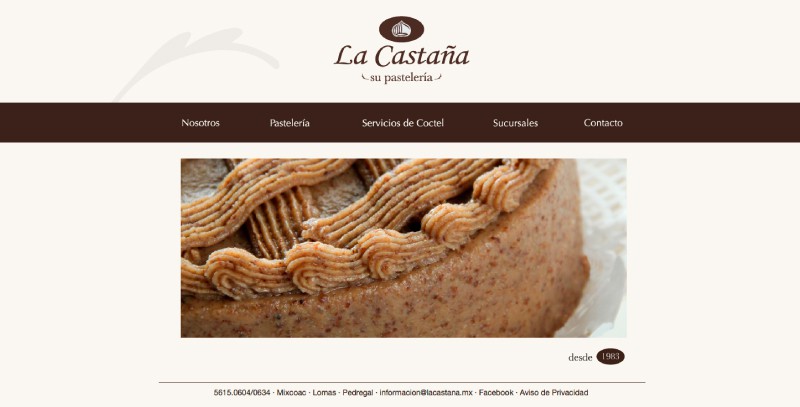 La Castaña
su pastelería
Nosotros Pastelería Servicios de Coctel Sucursales Contacto
desde 1983
5615.0604/0634 · Mixcoac · Lomas · Pedregal · informacion@lacastana.mx · Facebook · Aviso de Privacidad